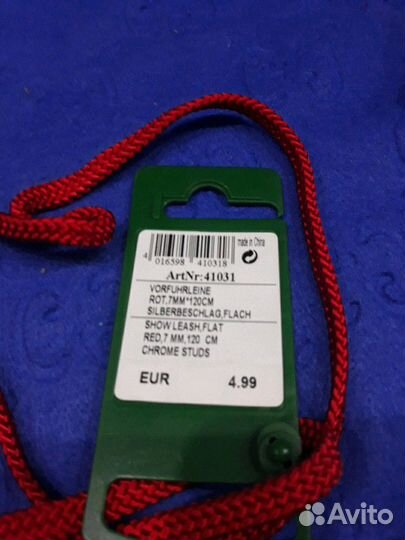 made in China
4 016598 410318
ArtNr:41031
VORFUHRLEINE
ROT,7MM*120CM
SILBERBESCHLAG,FLACH
SHOW LEASH,FLAT
RED,7 MM,120 CM
CHROME STUDS
EUR 4.99
Avito